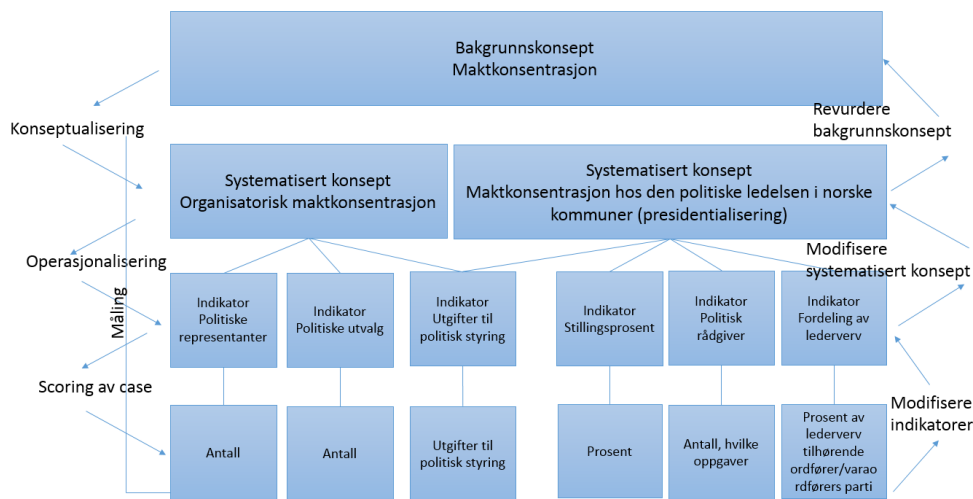 Bakgrunnskonsept
Maktkonsentrasjon
Konseptualisering
Revurdere
bakgrunnskonsept
Systematisert konsept
Organisatorisk maktkonsentrasjon
Systematisert konsept
Maktkonsentrasjon hos den politiske ledelsen i norske
kommuner (presidentialisering)
Operasjonalisering
Modifisere
systematisert konsept
Måling
Indikator
Politiske
representanter
Indikator
Politiske utvalg
Indikator
Utgifter til
politisk styring
Indikator
Stillingsprosent
Indikator
Politisk
rådgiver
Indikator
Fordeling av
lederverv
Scoring av case
Modifisere
indikatorer
Antall
Antall
Utgifter til
politisk styring
Prosent
Antall, hvilke
oppgaver
Prosent av
lederverv
tilhørende
ordfører/varao
rdførers parti